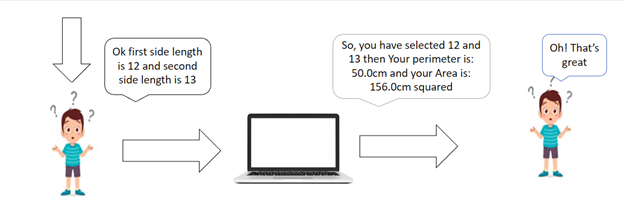 Ok first side length
is 12 and second
side length is 13
So, you have selected 12 and
13 then Your perimeter is:
50.0cm and your Area is:
156.0cm squared
Oh! That's
great
? ? ?
? ? ?